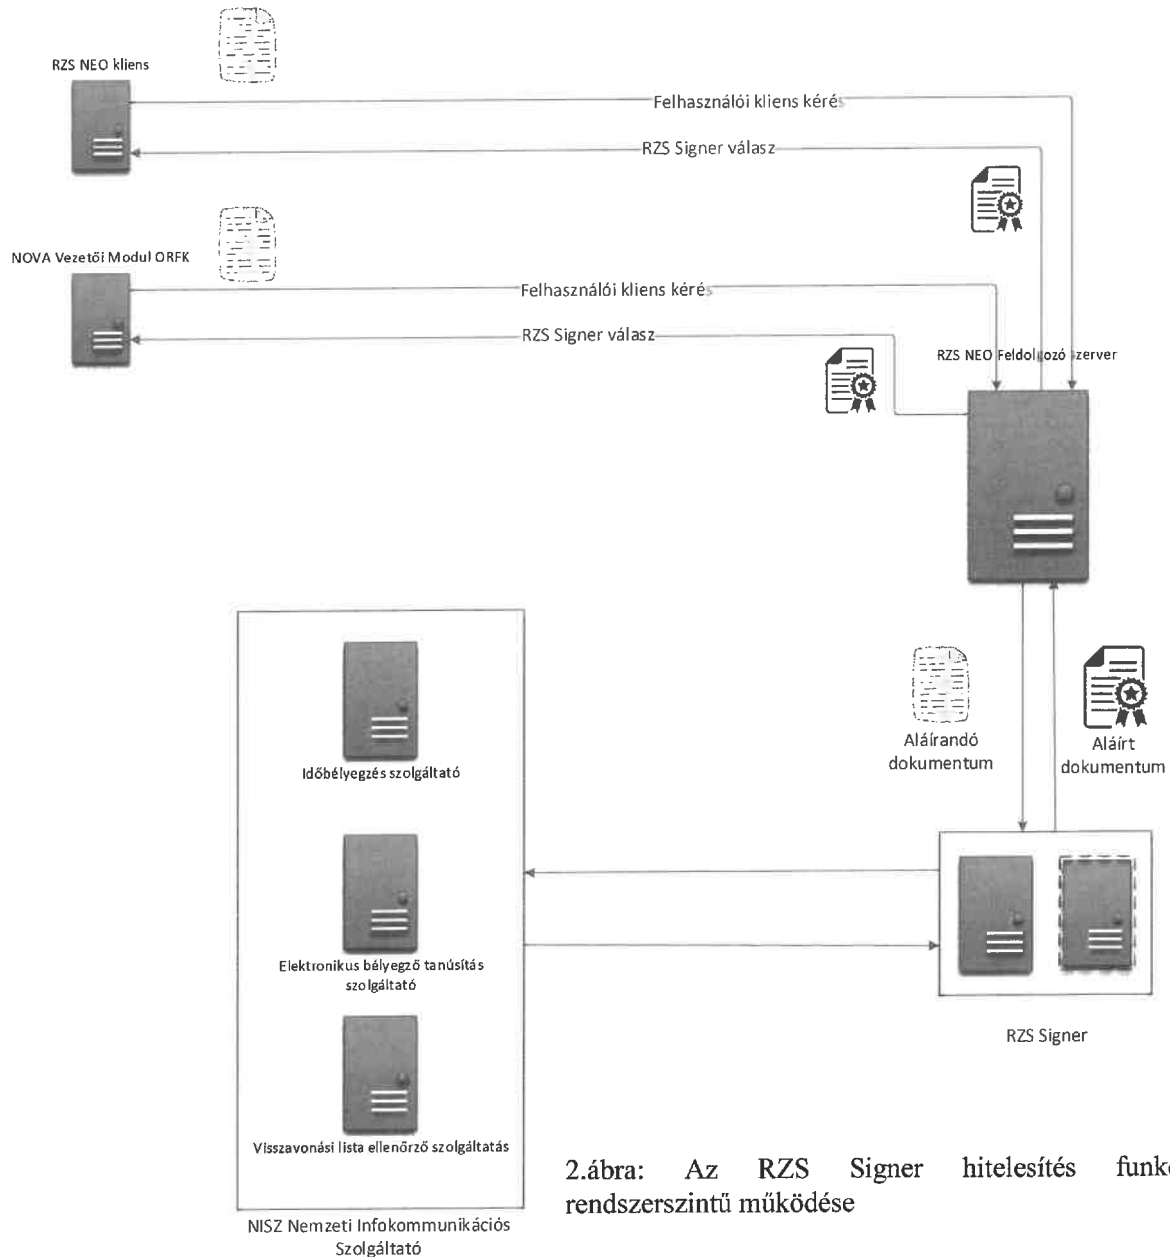 RZS NEO kliens
Felhasználói kliens kérés
RZS Signer válasz
NOVA Vezetői Modul ORFK
Felhasználói kliens kérés
RZS Signer válasz
RZS NEO Feldolgozó szerver
Aláírandó
dokumentum
Aláírt
dokumentum
Időbélyegzés szolgáltató
Elektronikus bélyegző tanúsítás
szolgáltató
RZS Signer
Visszavonási lista ellenőrző szolgáltatás
2.ábra: Az RZS Signer hitelesítés
rendszerszintű működése
NISZ Nemzeti Infokommunikációs
Szolgáltató